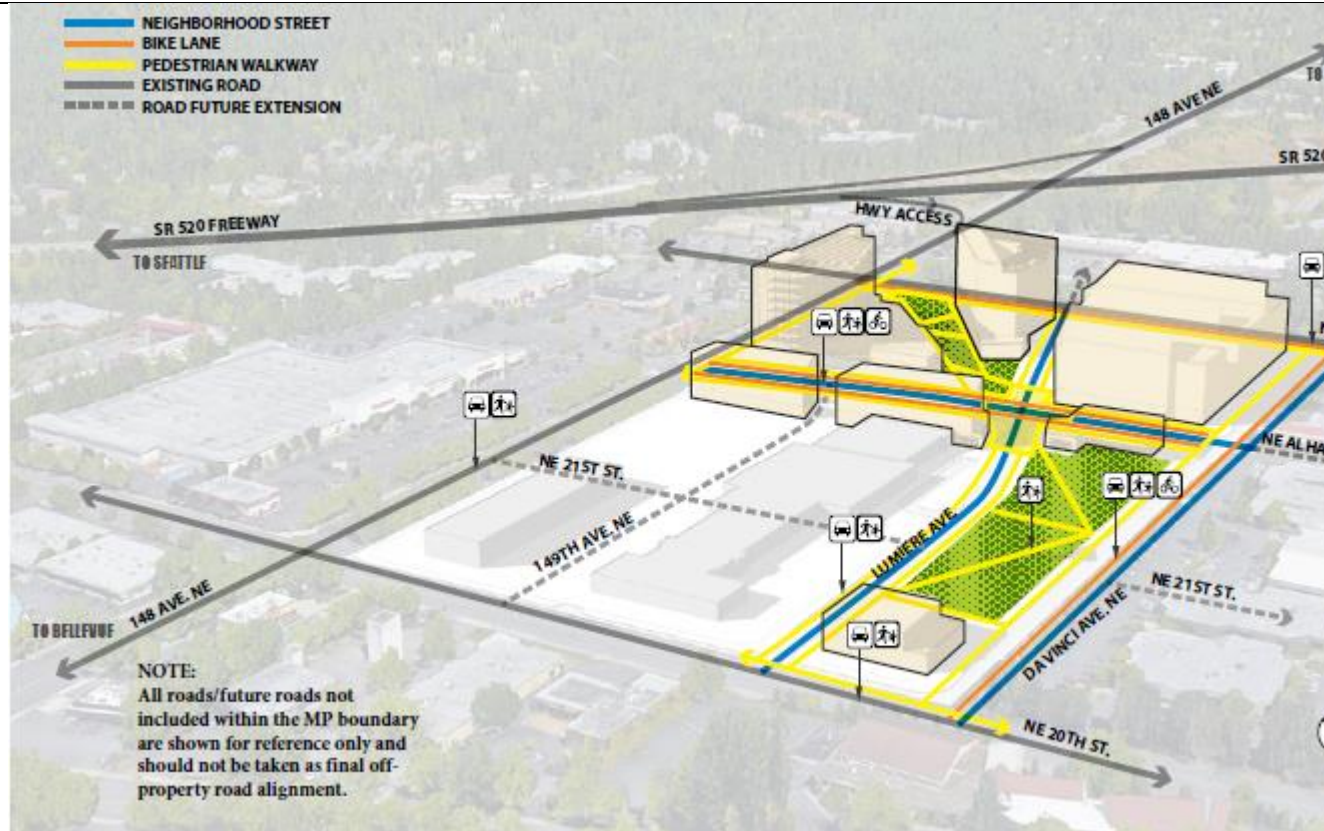 NEIGHBORHOOD STREET
BIKE LANE
PEDESTRIAN WALKWAY
EXISTING ROAD
ROAD FUTURE EXTENSION
TO
148 AVE NE
SR 520
SR 520 FREEWAY
HWY ACCESS
TO SEATTLE
N
NE ALHA
NE 21ST ST.
149TH AVE. NE
LUMIERE AVE.
NE 21ST ST.
148 AVE. NE
TO BELLEVUE
DA VINCI AVE. NE
NE 20TH ST.
NOTE:
All roads/future roads not
included within the MP boundary
are shown for reference only and
should not be taken as final off-
property road alignment.